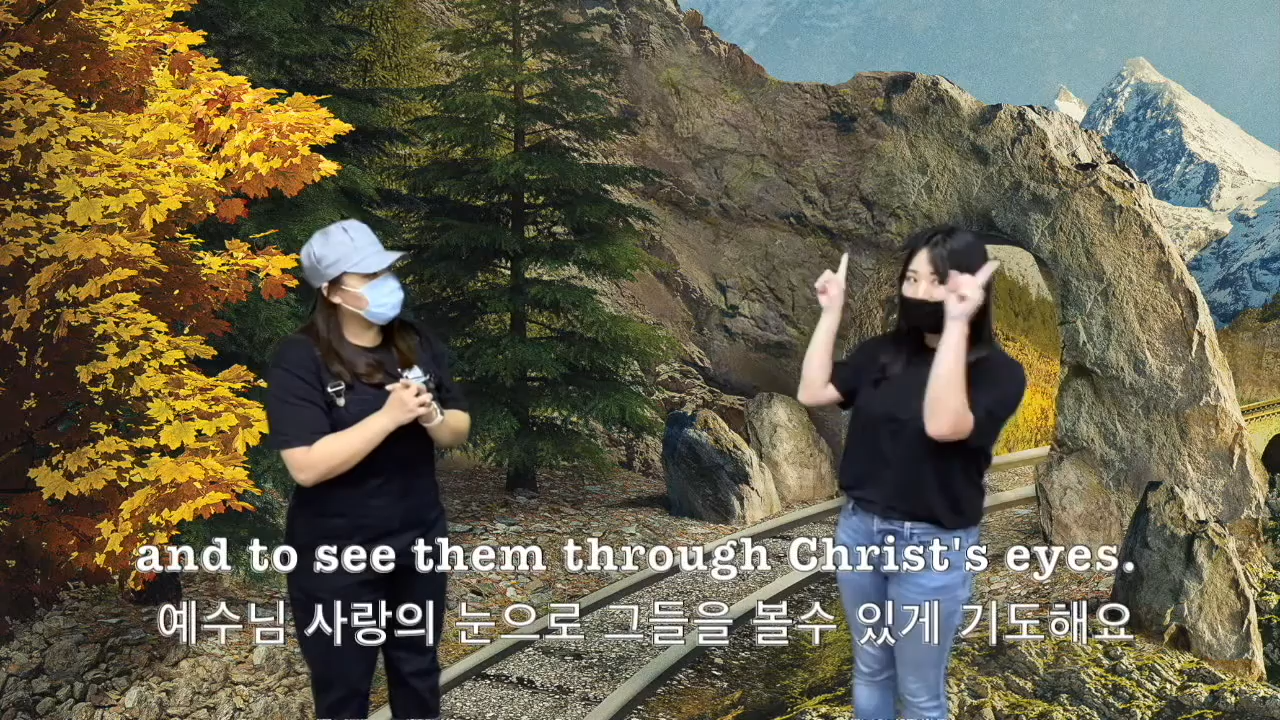 and to see them through Christ's eyes.
예수님 사랑의 눈으로 그들을 볼수 있게 기도해요